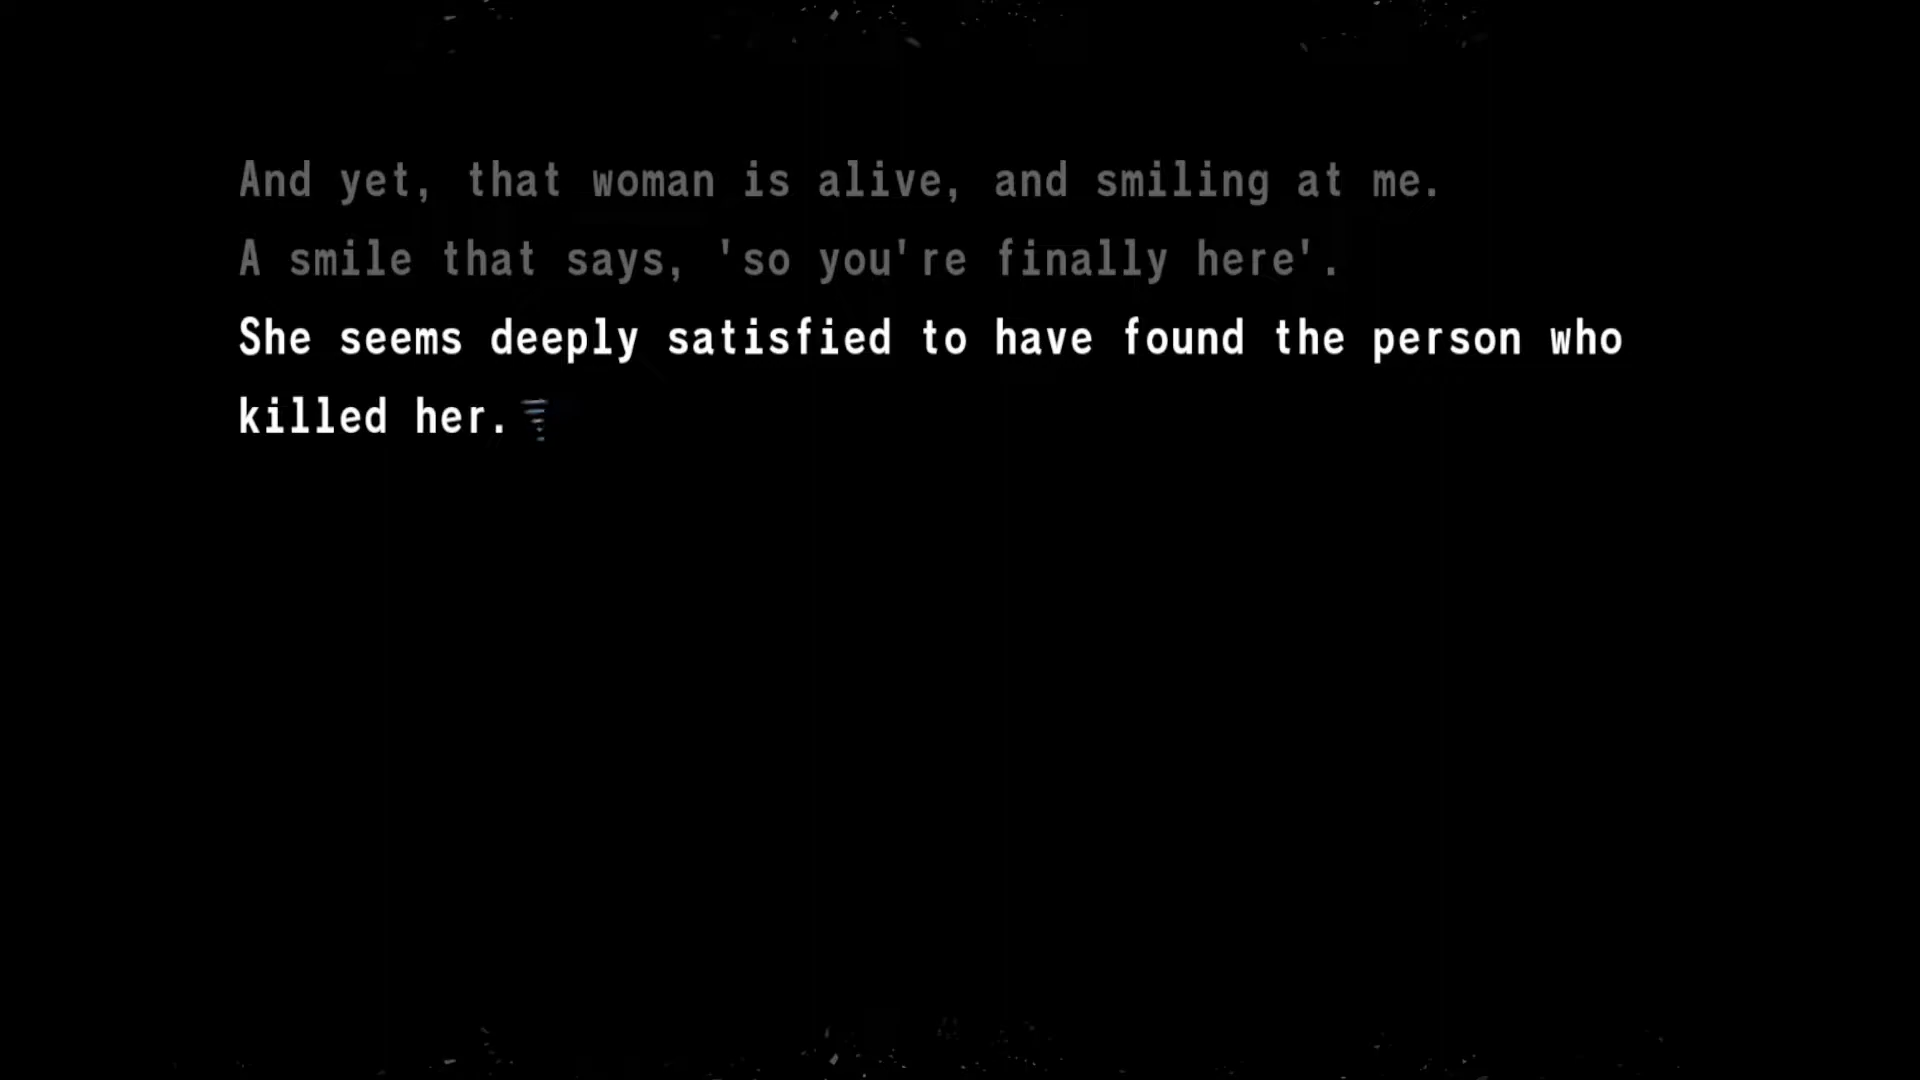 And yet, that woman is alive, and smiling at me.
A smile that says, 'so you're finally here'.
She seems deeply satisfied to have found the person who
killed her.